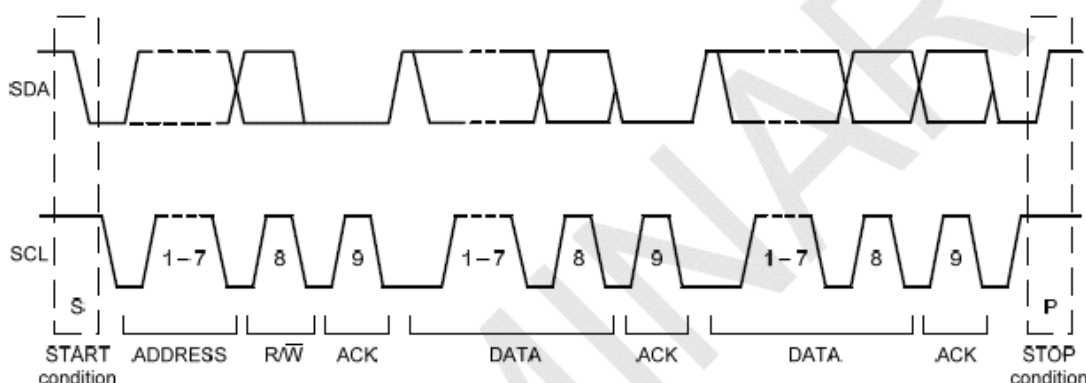 SDA
SCL
1–7 8 9 1–7 8 9 1–7 8 9
S P
START ADDRESS R/W̅ ACK DATA ACK DATA ACK STOP
condition condition
MINAR